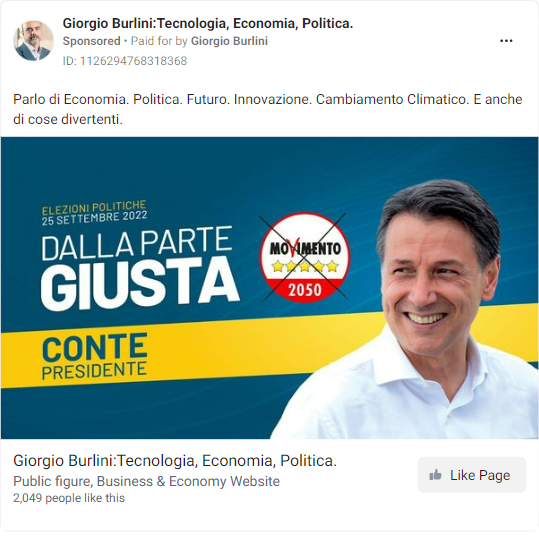 Giorgio Burlini:Tecnologia, Economia, Politica.
Sponsored • Paid for by Giorgio Burlini
ID: 1126294768318368
Parlo di Economia. Politica. Futuro. Innovazione. Cambiamento Climatico. E anche
di cose divertenti.
ELEZIONI POLITICHE
25 SETTEMBRE 2022
DALLA PARTE
GIUSTA
MOVIMENTO
2050
CONTE
PRESIDENTE
Giorgio Burlini:Tecnologia, Economia, Politica.
Public figure, Business & Economy Website
2,049 people like this
Like Page